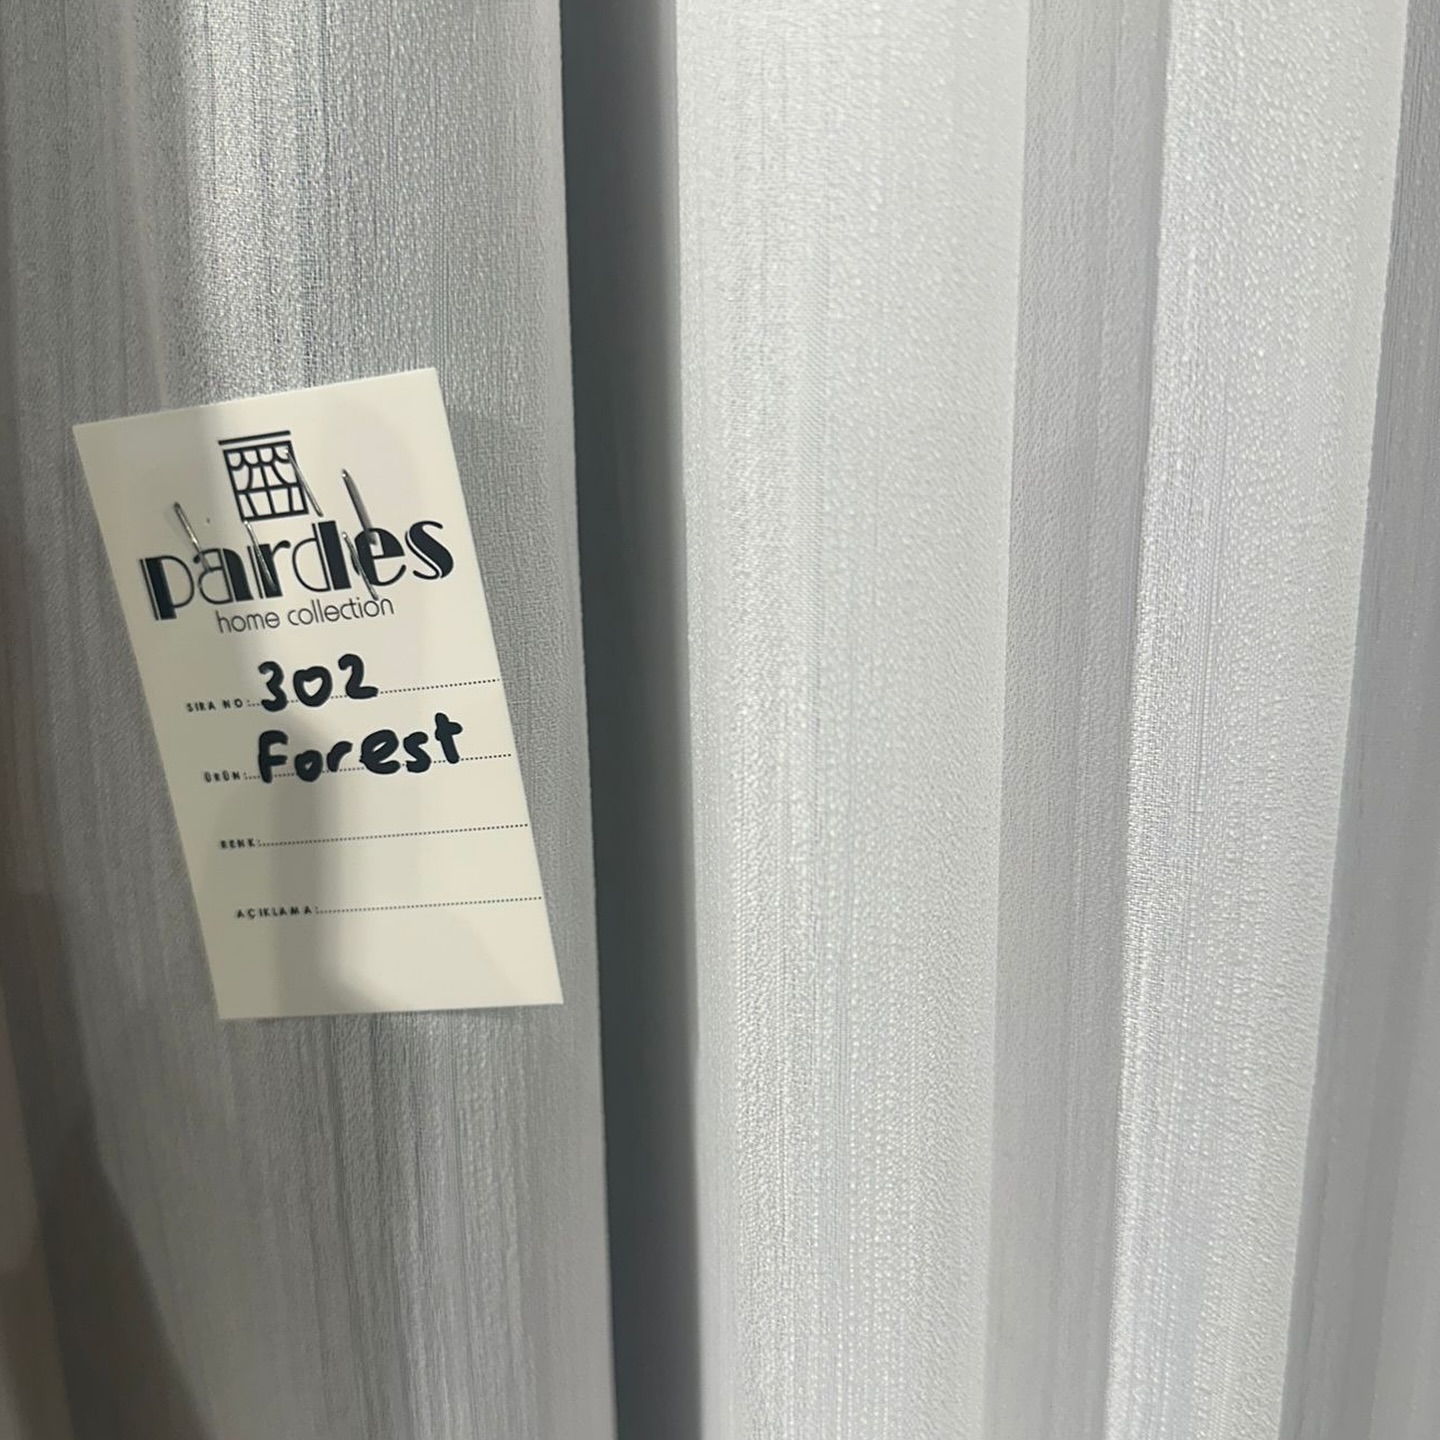 pardes
home collection
SIRA NO:302
ÜRÜN:Forest
RENK:
AÇIKLAMA: